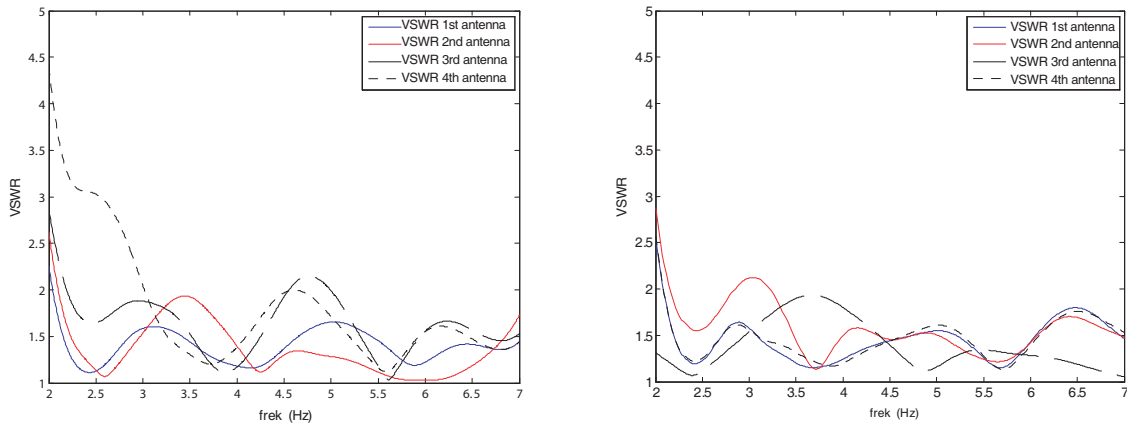 5
4.5
4
3.5
3
2.5
2
1.5
1
VSWR
2 2.5 3 3.5 4 4.5 5 5.5 6 6.5 7
frek (Hz)
VSWR 1st antenna
VSWR 2nd antenna
VSWR 3rd antenna
VSWR 4th antenna
5
4.5
4
3.5
3
2.5
2
1.5
1
VSWR
2 2.5 3 3.5 4 4.5 5 5.5 6 6.5 7
frek (Hz)
VSWR 1st antenna
VSWR 2nd antenna
VSWR 3rd antenna
VSWR 4th antenna